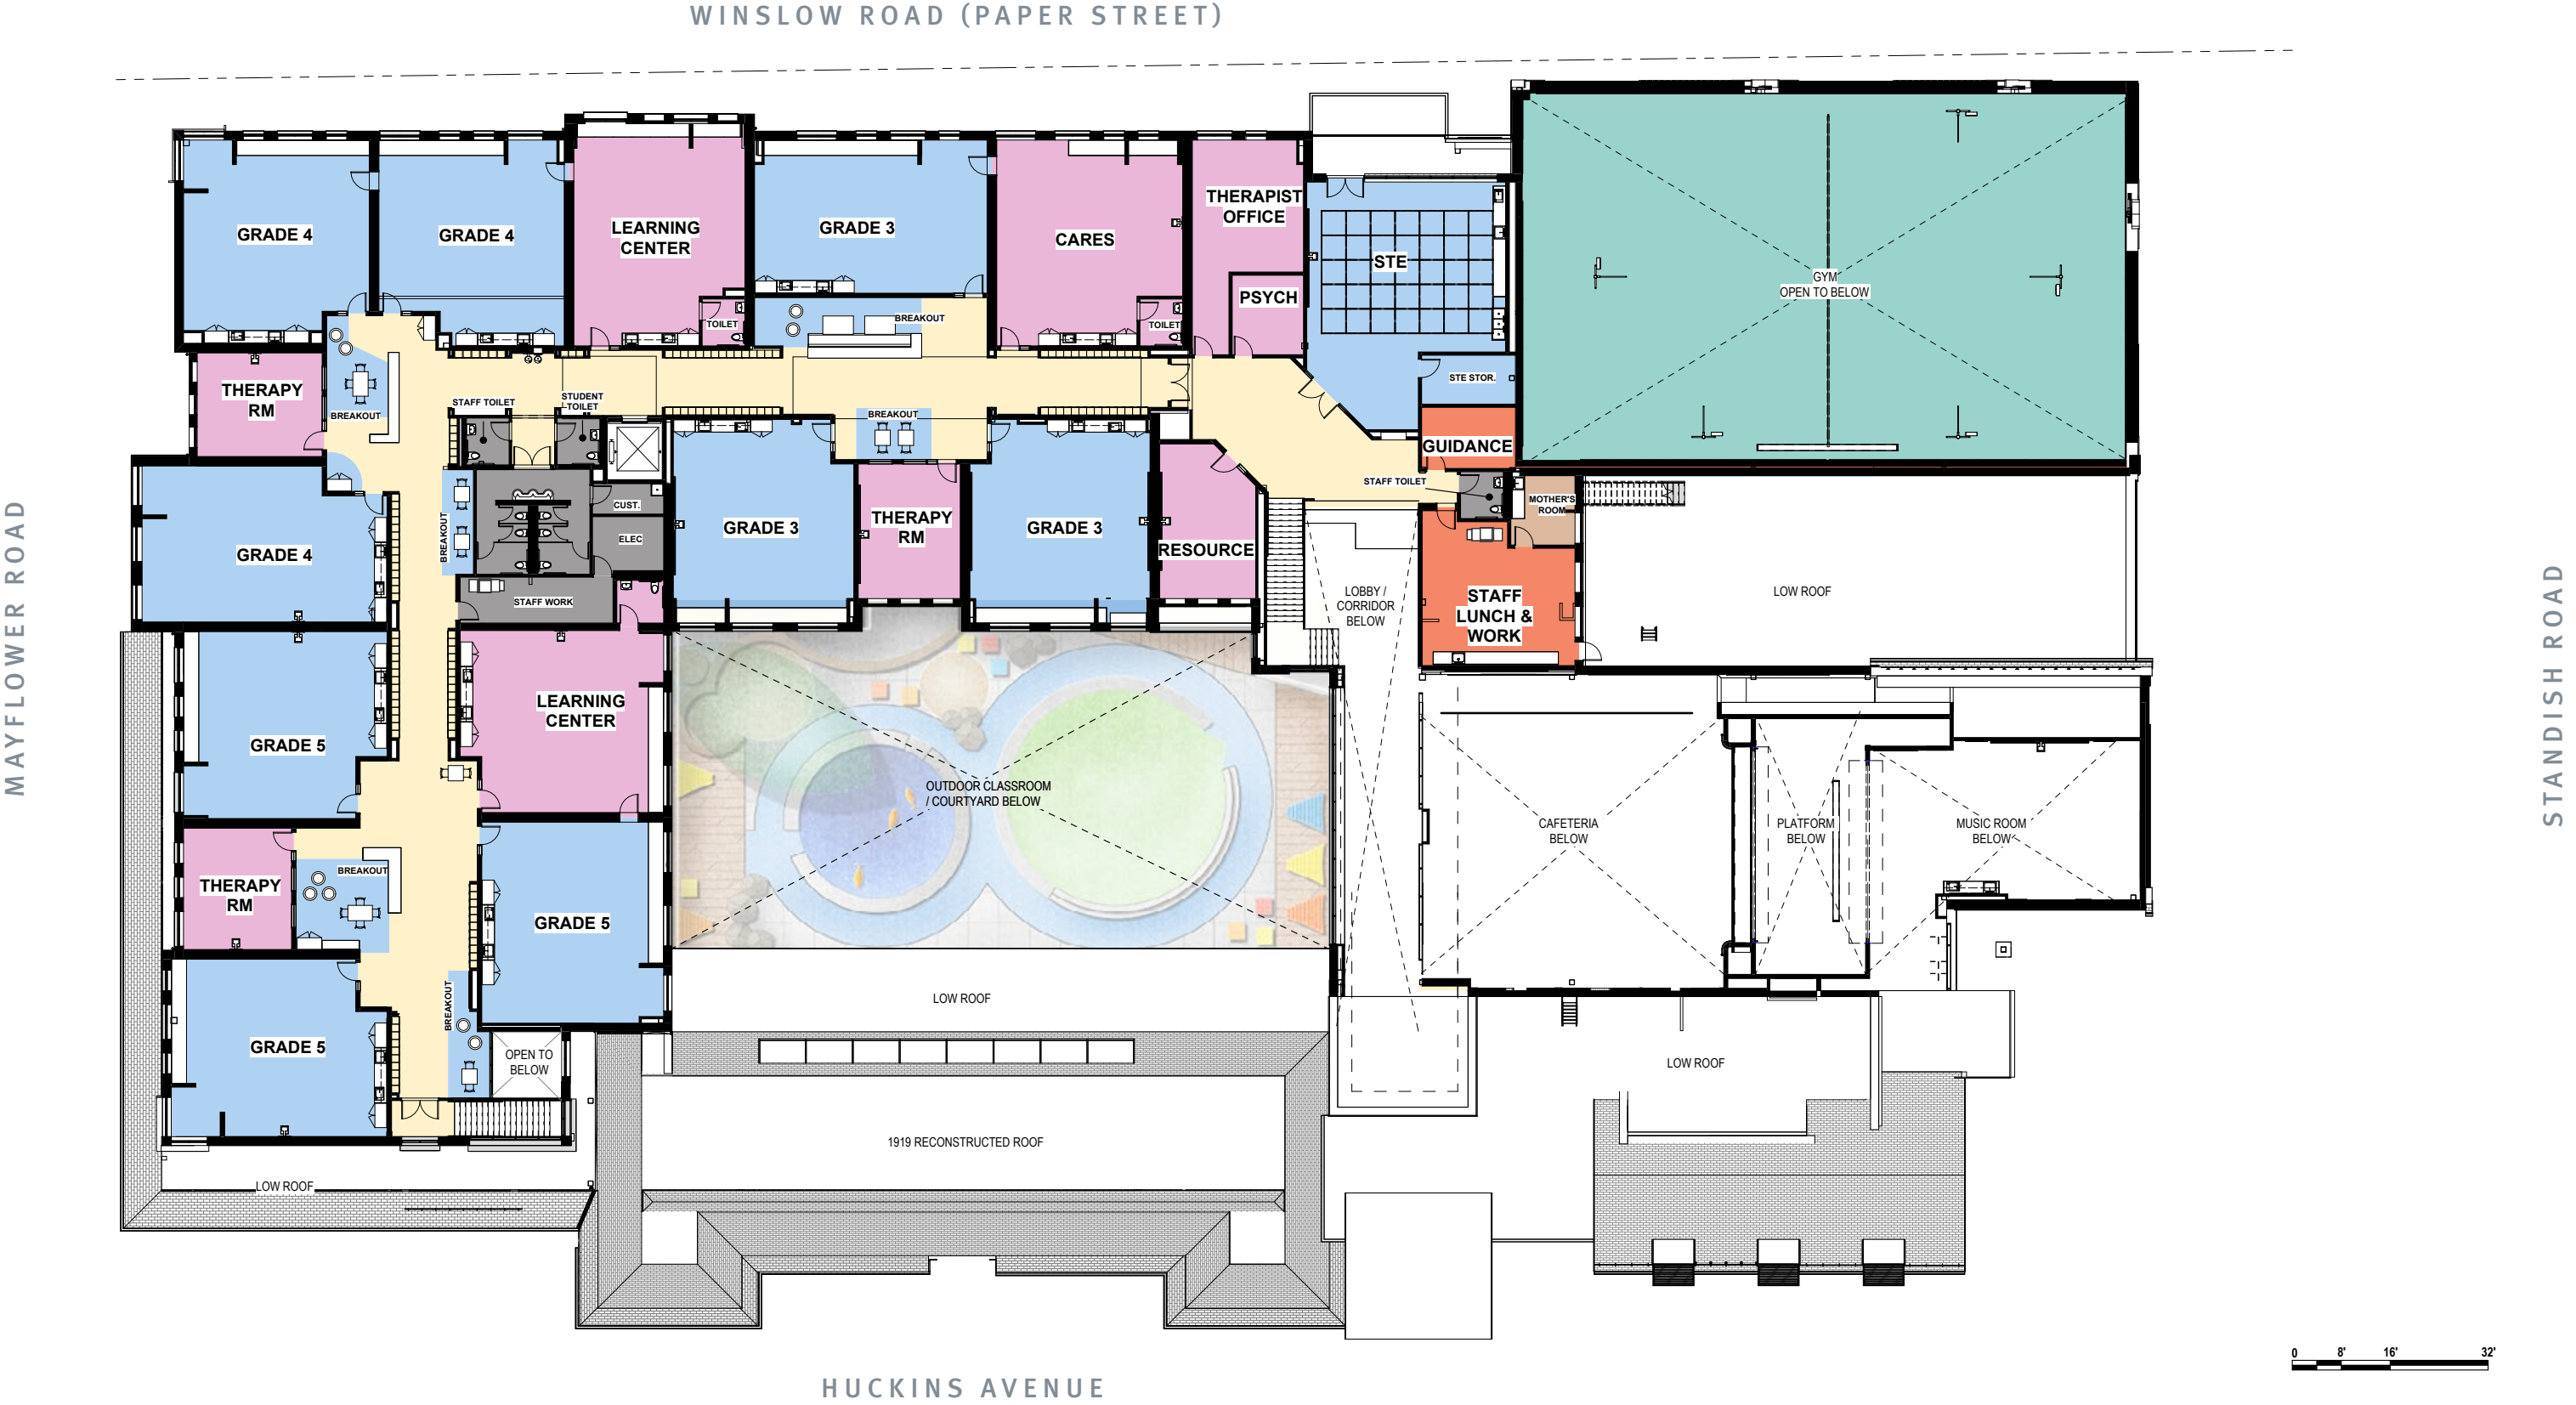 WINSLOW ROAD (PAPER STREET)
GRADE 4
GRADE 4
LEARNING
CENTER
TOILET
GRADE 3
BREAKOUT
CARES
TOILET
THERAPIST
OFFICE
PSYCH
STE
STE STOR.
GYM
OPEN TO BELOW
THERAPY
RM
BREAKOUT
STAFF TOILET
STUDENT
TOILET
BREAKOUT
GUIDANCE
STAFF TOILET
MOTHER'S
ROOM
GRADE 4
BREAKOUT
CUST.
ELEC
STAFF WORK
GRADE 3
THERAPY
RM
GRADE 3
RESOURCE
LOBBY /
CORRIDOR
BELOW
STAFF
LUNCH &
WORK
LOW ROOF
MAYFLOWER ROAD
STANDISH ROAD
GRADE 5
LEARNING
CENTER
OUTDOOR CLASSROOM
/ COURTYARD BELOW
CAFETERIA
BELOW
PLATFORM
BELOW
MUSIC ROOM
BELOW
THERAPY
RM
BREAKOUT
GRADE 5
LOW ROOF
GRADE 5
BREAKOUT
OPEN TO
BELOW
LOW ROOF
1919 RECONSTRUCTED ROOF
LOW ROOF
0 8' 16' 32'
HUCKINS AVENUE